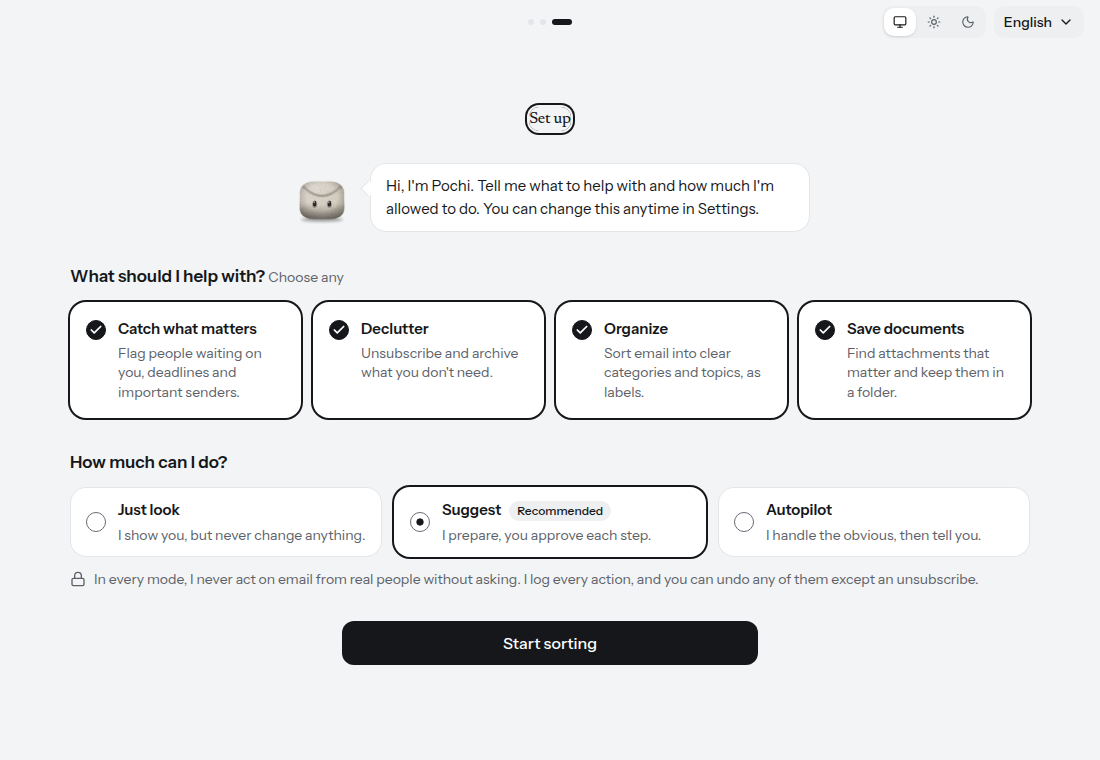 English
Set up
Hi, I'm Pochi. Tell me what to help with and how much I'm
allowed to do. You can change this anytime in Settings.
What should I help with? Choose any
Catch what matters
Flag people waiting on
you, deadlines and
important senders.
Declutter
Unsubscribe and archive
what you don't need.
Organize
Sort email into clear
categories and topics, as
labels.
Save documents
Find attachments that
matter and keep them in
a folder.
How much can I do?
Just look
I show you, but never change anything.
Suggest Recommended
I prepare, you approve each step.
Autopilot
I handle the obvious, then tell you.
In every mode, I never act on email from real people without asking. I log every action, and you can undo any of them except an unsubscribe.
Start sorting